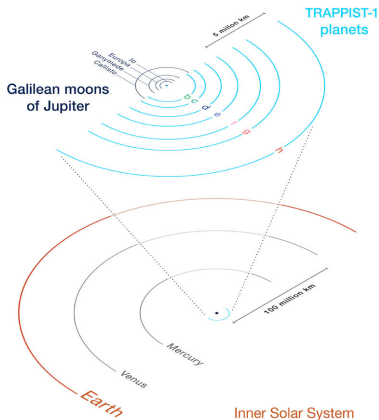 TRAPPIST-1
planets
5 millon km
Io
Europa
Ganymede
Callisto
Galilean moons
of Jupiter
b
c
d
e
f
g
h
100 million km
Mercury
Venus
Earth
Inner Solar System